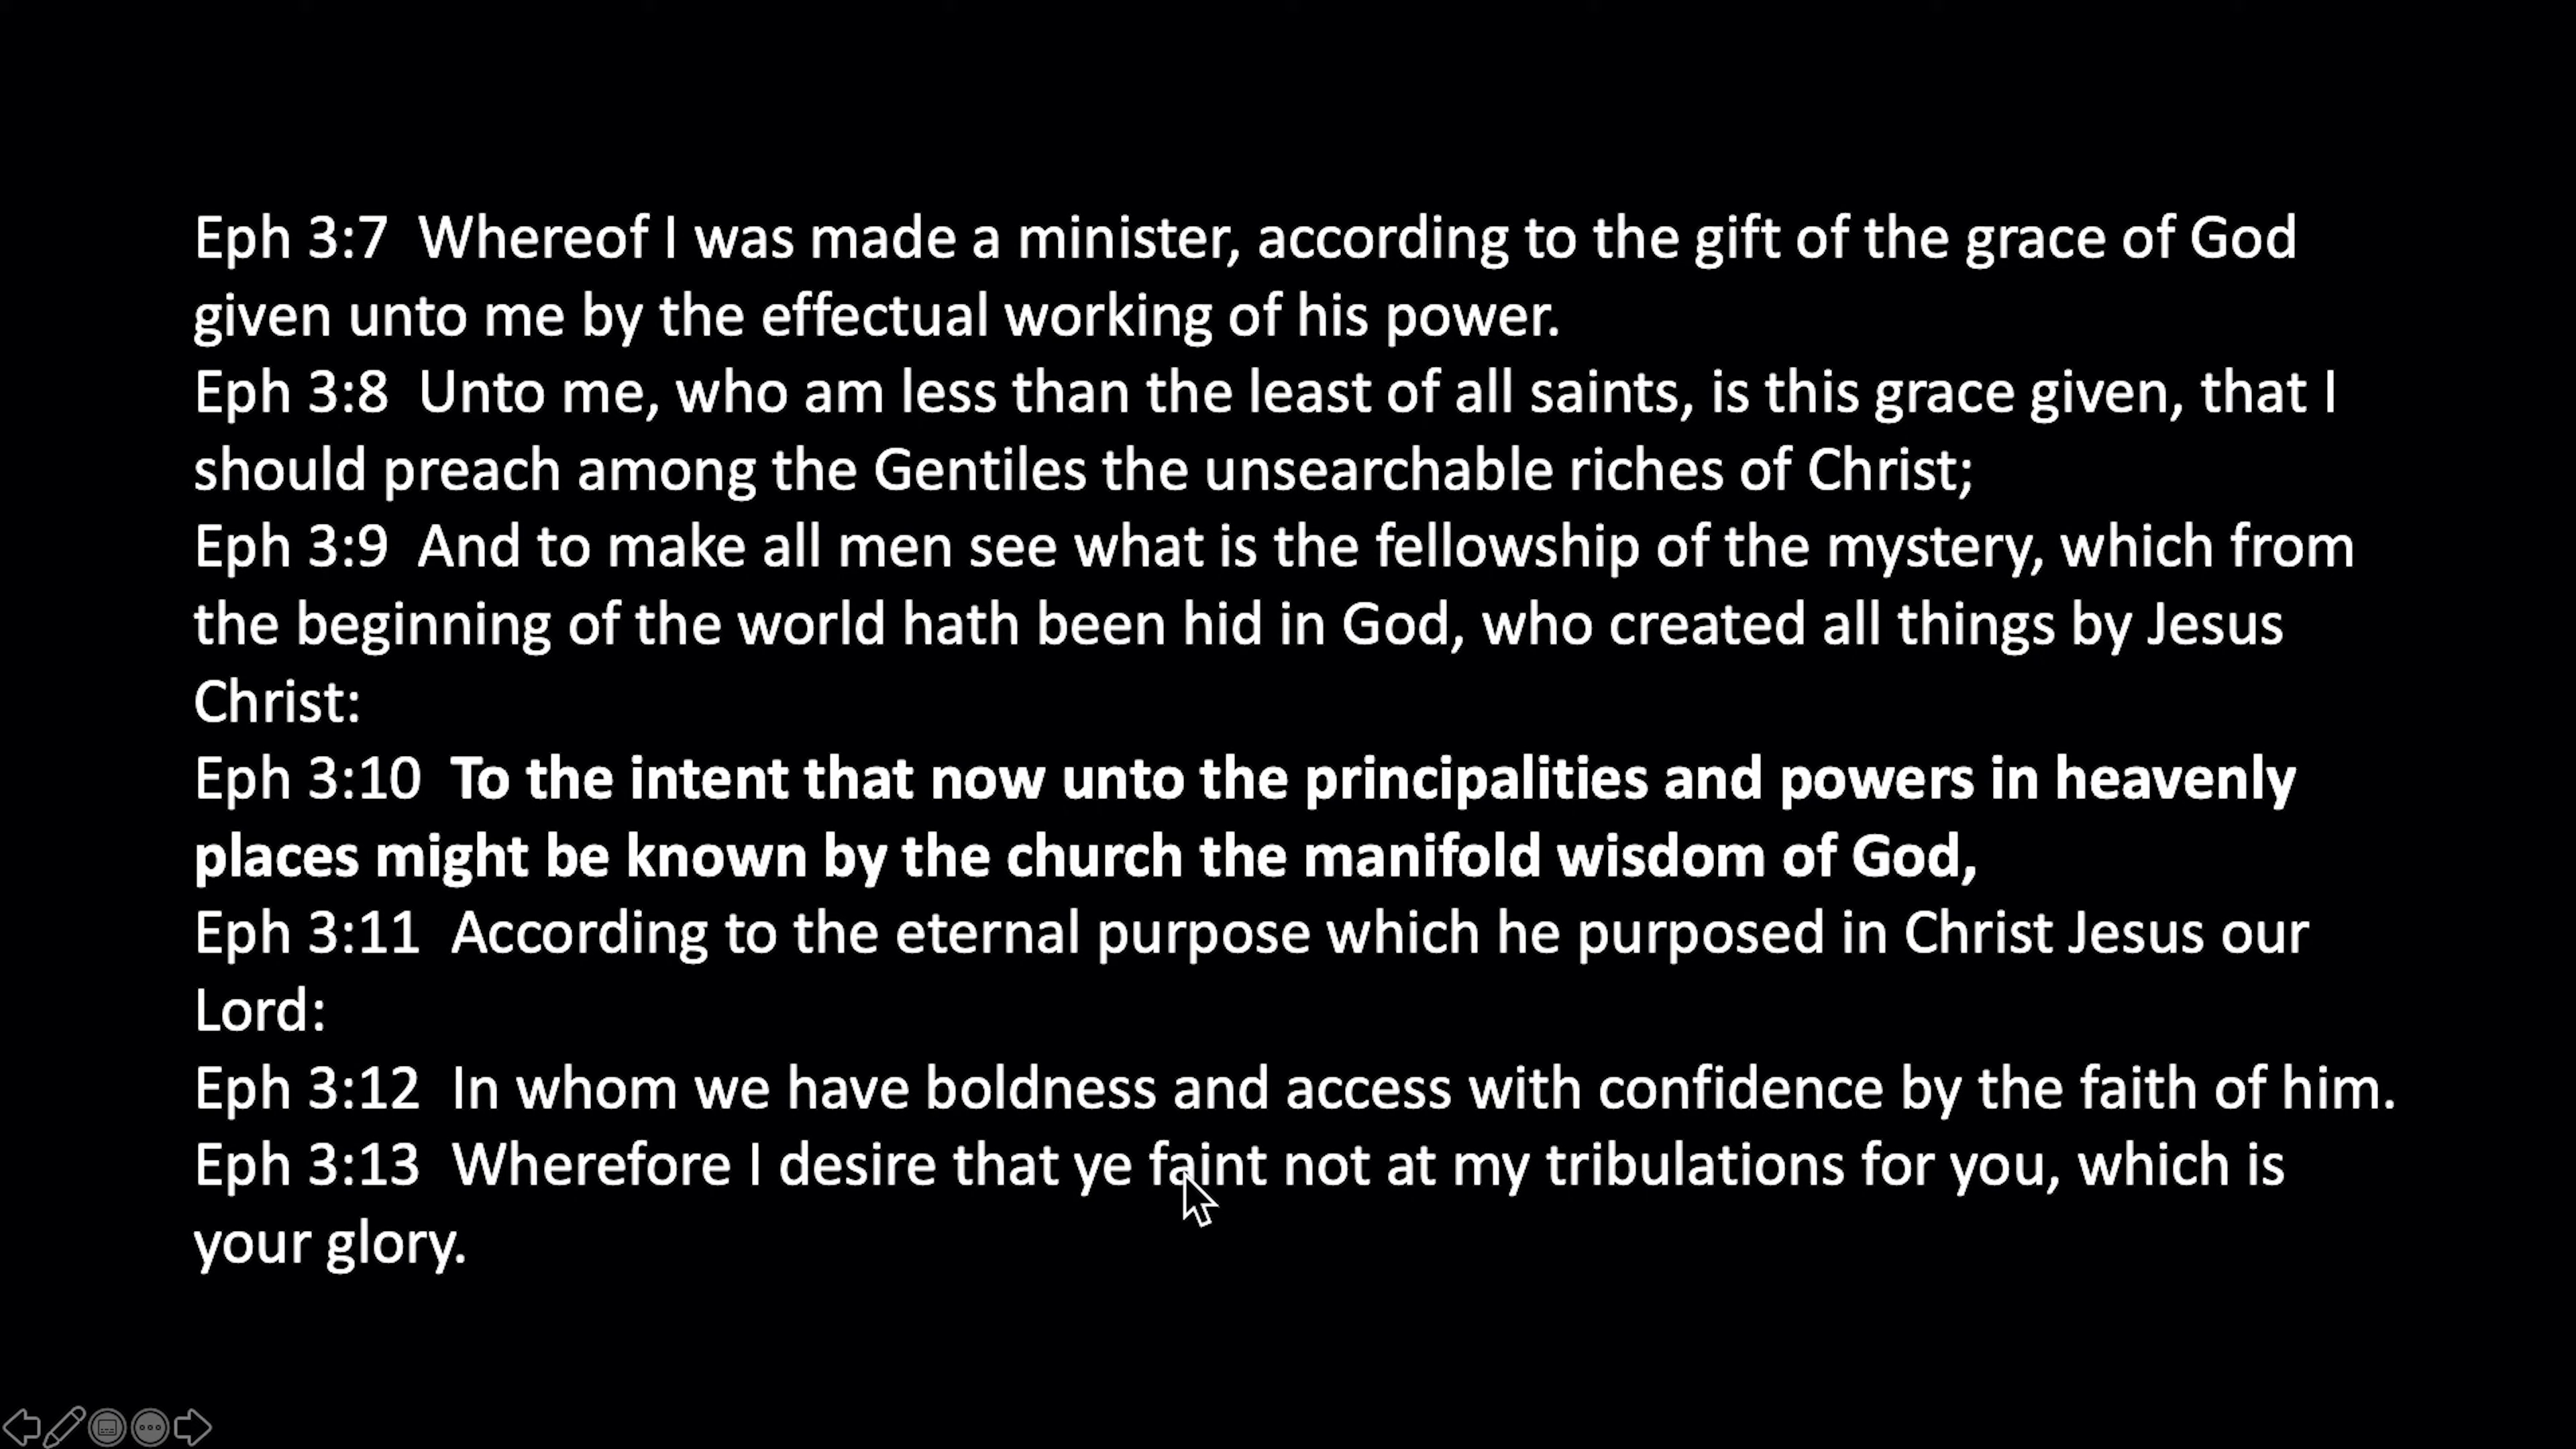 Eph 3:7  Whereof I was made a minister, according to the gift of the grace of God
given unto me by the effectual working of his power.
Eph 3:8  Unto me, who am less than the least of all saints, is this grace given, that I
should preach among the Gentiles the unsearchable riches of Christ;
Eph 3:9  And to make all men see what is the fellowship of the mystery, which from
the beginning of the world hath been hid in God, who created all things by Jesus
Christ:
Eph 3:10  To the intent that now unto the principalities and powers in heavenly
places might be known by the church the manifold wisdom of God,
Eph 3:11  According to the eternal purpose which he purposed in Christ Jesus our
Lord:
Eph 3:12  In whom we have boldness and access with confidence by the faith of him.
Eph 3:13  Wherefore I desire that ye faint not at my tribulations for you, which is
your glory.